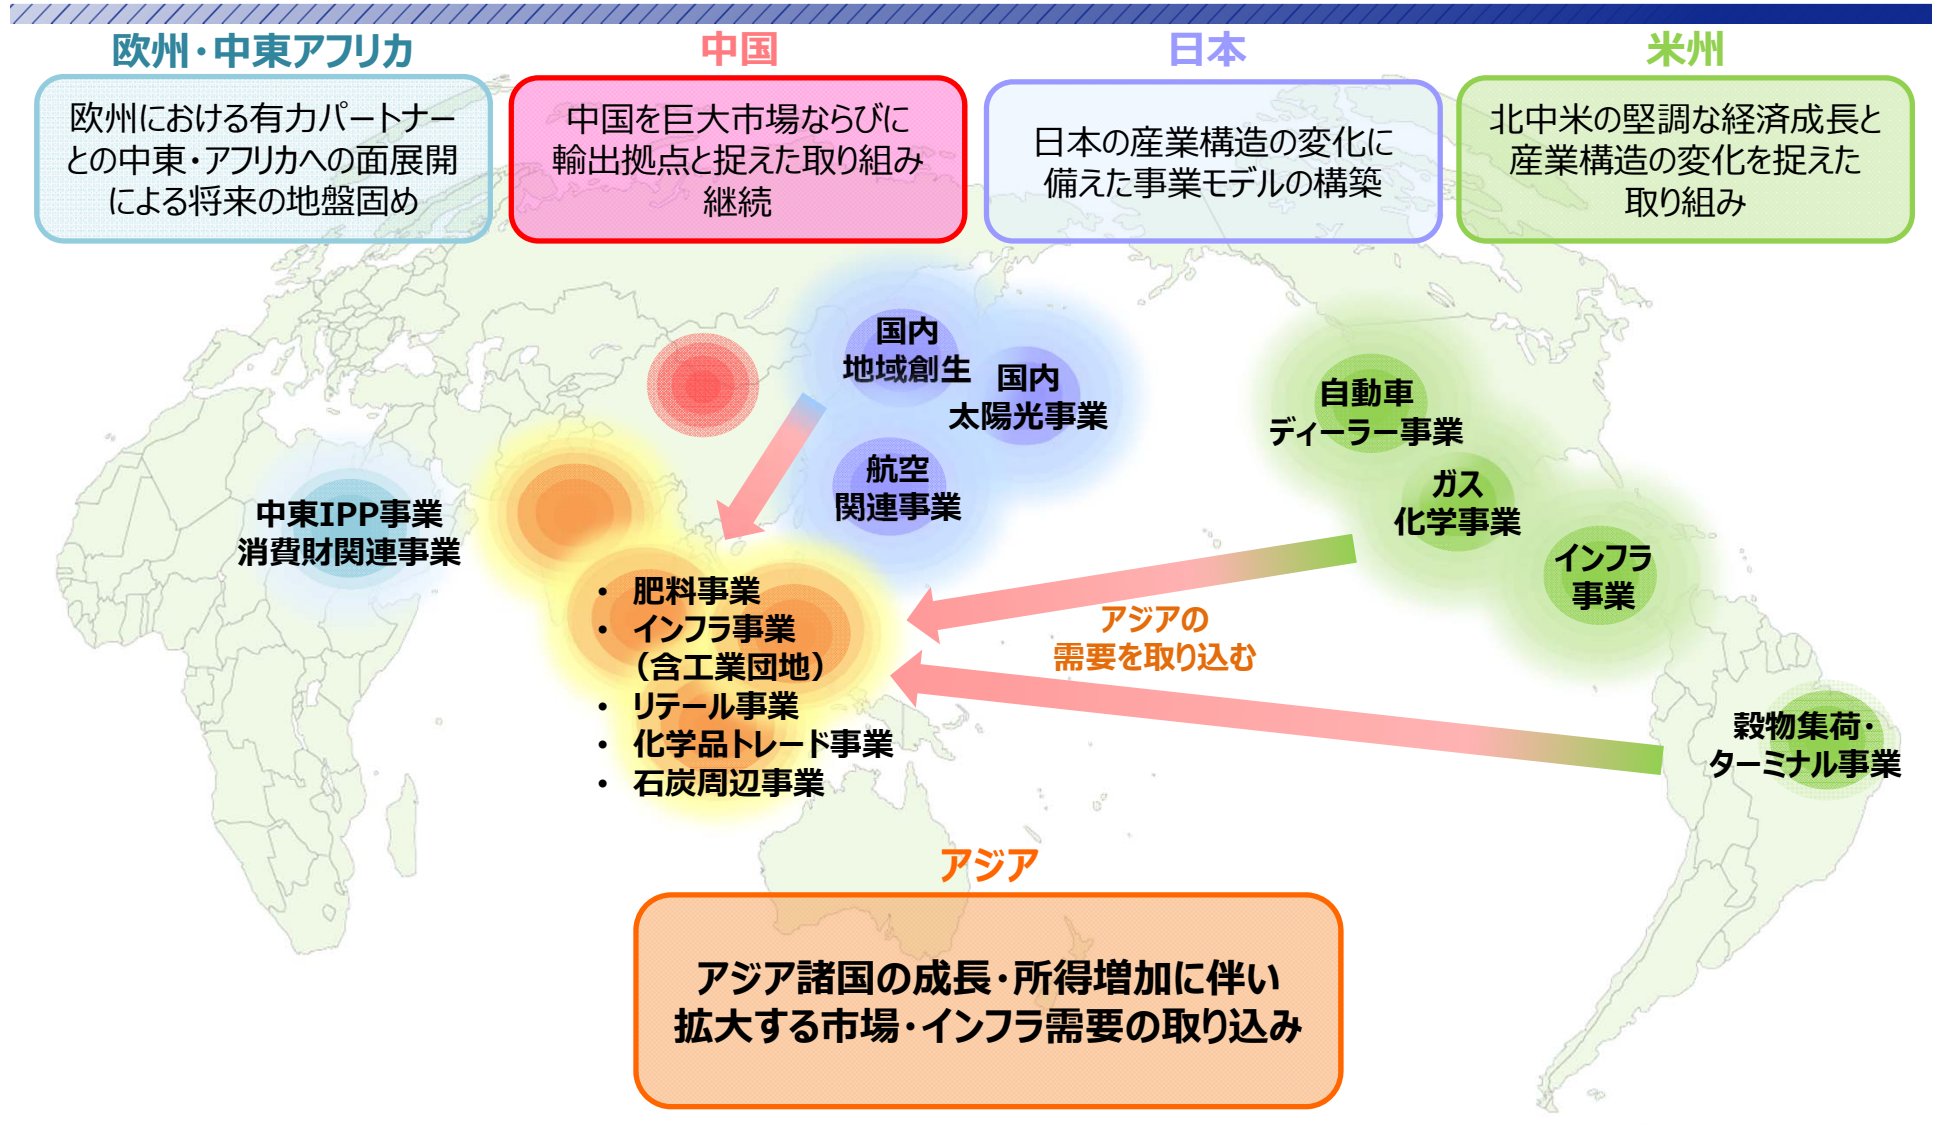 欧州・中東アフリカ
欧州における有力パートナー
との中東・アフリカへの面展開
による将来の地盤固め
中国
中国を巨大市場ならびに
輸出拠点と捉えた取り組み
継続
日本
日本の産業構造の変化に
備えた事業モデルの構築
米州
北中米の堅調な経済成長と
産業構造の変化を捉えた
取り組み
国内
地域創生
国内
太陽光事業
航空
関連事業
自動車
ディーラー事業
ガス
化学事業
インフラ
事業
中東IPP事業
消費財関連事業
• 肥料事業
• インフラ事業
（含工業団地）
• リテール事業
• 化学品トレード事業
• 石炭周辺事業
アジアの
需要を取り込む
穀物集荷・
ターミナル事業
アジア
アジア諸国の成長・所得増加に伴い
拡大する市場・インフラ需要の取り込み